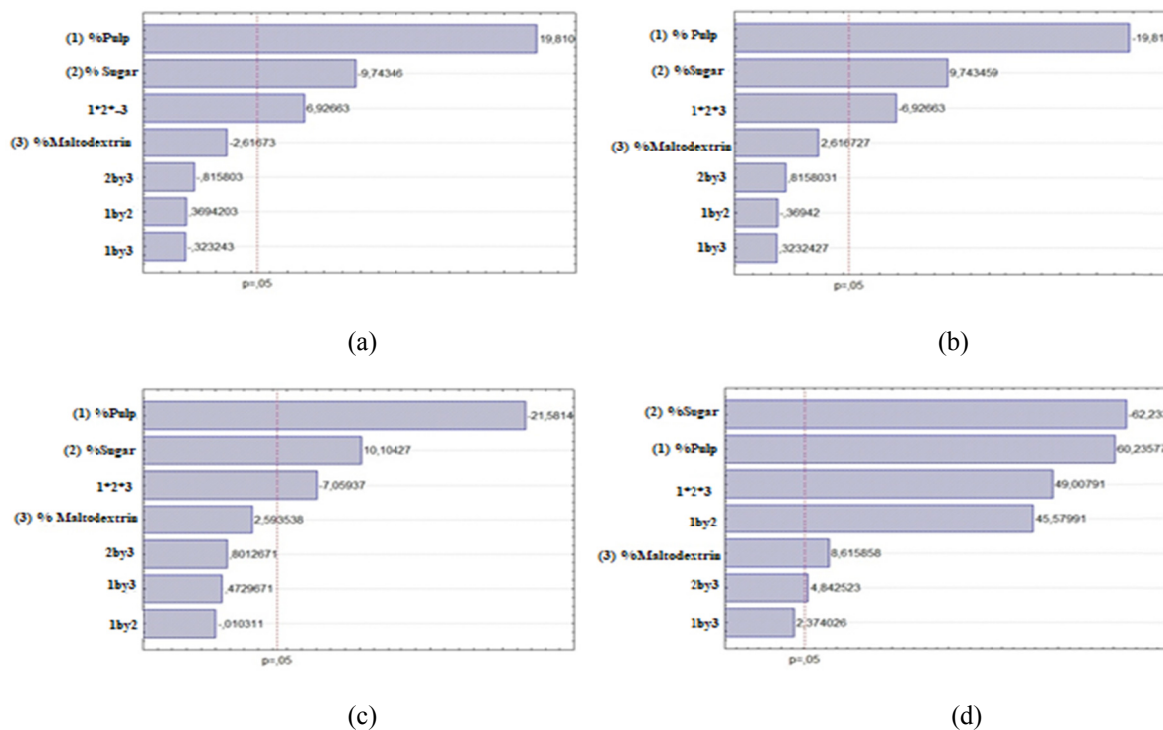 (1) %Pulp
19,810
(2)% Sugar
-9,74346
1*2*-3
6,92663
(3) %Maltodextrin
-2,61673
2by3
-,815803
1by2
,3694203
1by3
-,323243
p=,05
(a)
(1) % Pulp
-19,81
(2) %Sugar
9,743459
1*2*3
-6,92663
(3) %Maltodextrin
2,616727
2by3
,8158031
1by2
-,36942
1by3
,3232427
p=,05
(b)
(1) %Pulp
-21,5814
(2) %Sugar
10,10427
1*2*3
-7,05937
(3) % Maltodextrin
2,593538
2by3
,8012671
1by3
,4729671
1by2
-,010311
p=,05
(c)
(2) %Sugar
-62,23
(1) %Pulp
60,23577
1*2*3
49,00791
1by2
45,57991
(3) %Maltodextrin
8,615858
2by3
4,842523
1by3
2,374026
p=,05
(d)